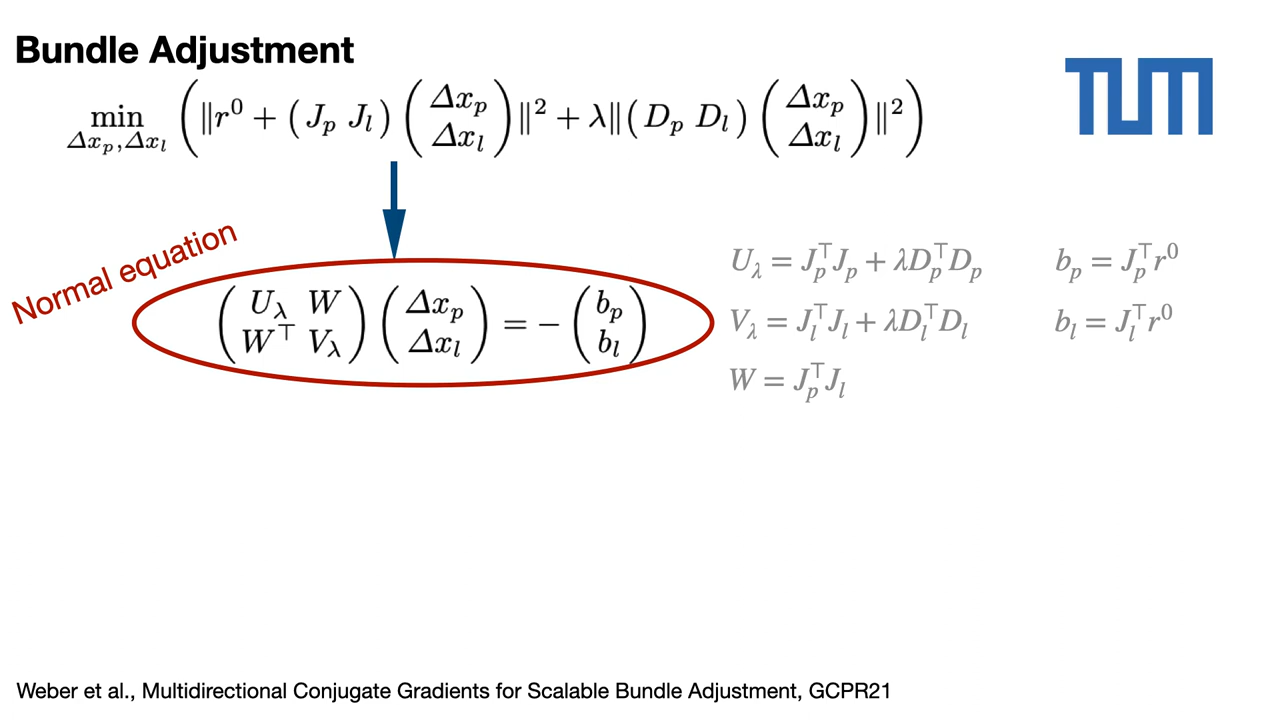 Bundle Adjustment
TUM
min_{Δx_p,Δx_l} ( ‖r^0 + ( J_p J_l ) ( Δx_p ; Δx_l ) ‖^2 + λ‖( D_p D_l ) ( Δx_p ; Δx_l ) ‖^2 )
Normal equation
( U_λ W ; W^⊤ V_λ ) ( Δx_p ; Δx_l ) = − ( b_p ; b_l )
U_λ = J_p^⊤ J_p + λD_p^⊤ D_p b_p = J_p^⊤ r^0
V_λ = J_l^⊤ J_l + λD_l^⊤ D_l b_l = J_l^⊤ r^0
W = J_p^⊤ J_l
Weber et al., Multidirectional Conjugate Gradients for Scalable Bundle Adjustment, GCPR21